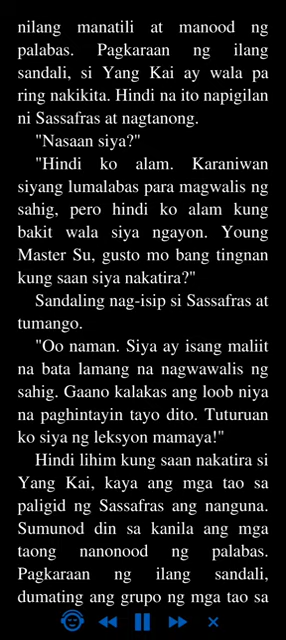 nilang manatili at manood ng
palabas. Pagkaraan ng ilang
sandali, si Yang Kai ay wala pa
ring nakikita. Hindi na ito napigilan
ni Sassafras at nagtanong.
"Nasaan siya?"
"Hindi ko alam. Karaniwan
siyang lumalabas para magwalis ng
sahig, pero hindi ko alam kung
bakit wala siya ngayon. Young
Master Su, gusto mo bang tingnan
kung saan siya nakatira?"
Sandaling nag-isip si Sassafras at
tumango.
"Oo naman. Siya ay isang maliit
na bata lamang na nagwawalis ng
sahig. Gaano kalakas ang loob niya
na paghintayin tayo dito. Tuturuan
ko siya ng leksyon mamaya!"
Hindi lihim kung saan nakatira si
Yang Kai, kaya ang mga tao sa
paligid ng Sassafras ang nanguna.
Sumunod din sa kanila ang mga
taong nanonood ng palabas.
Pagkaraan ng ilang sandali,
dumating ang grupo ng mga tao sa